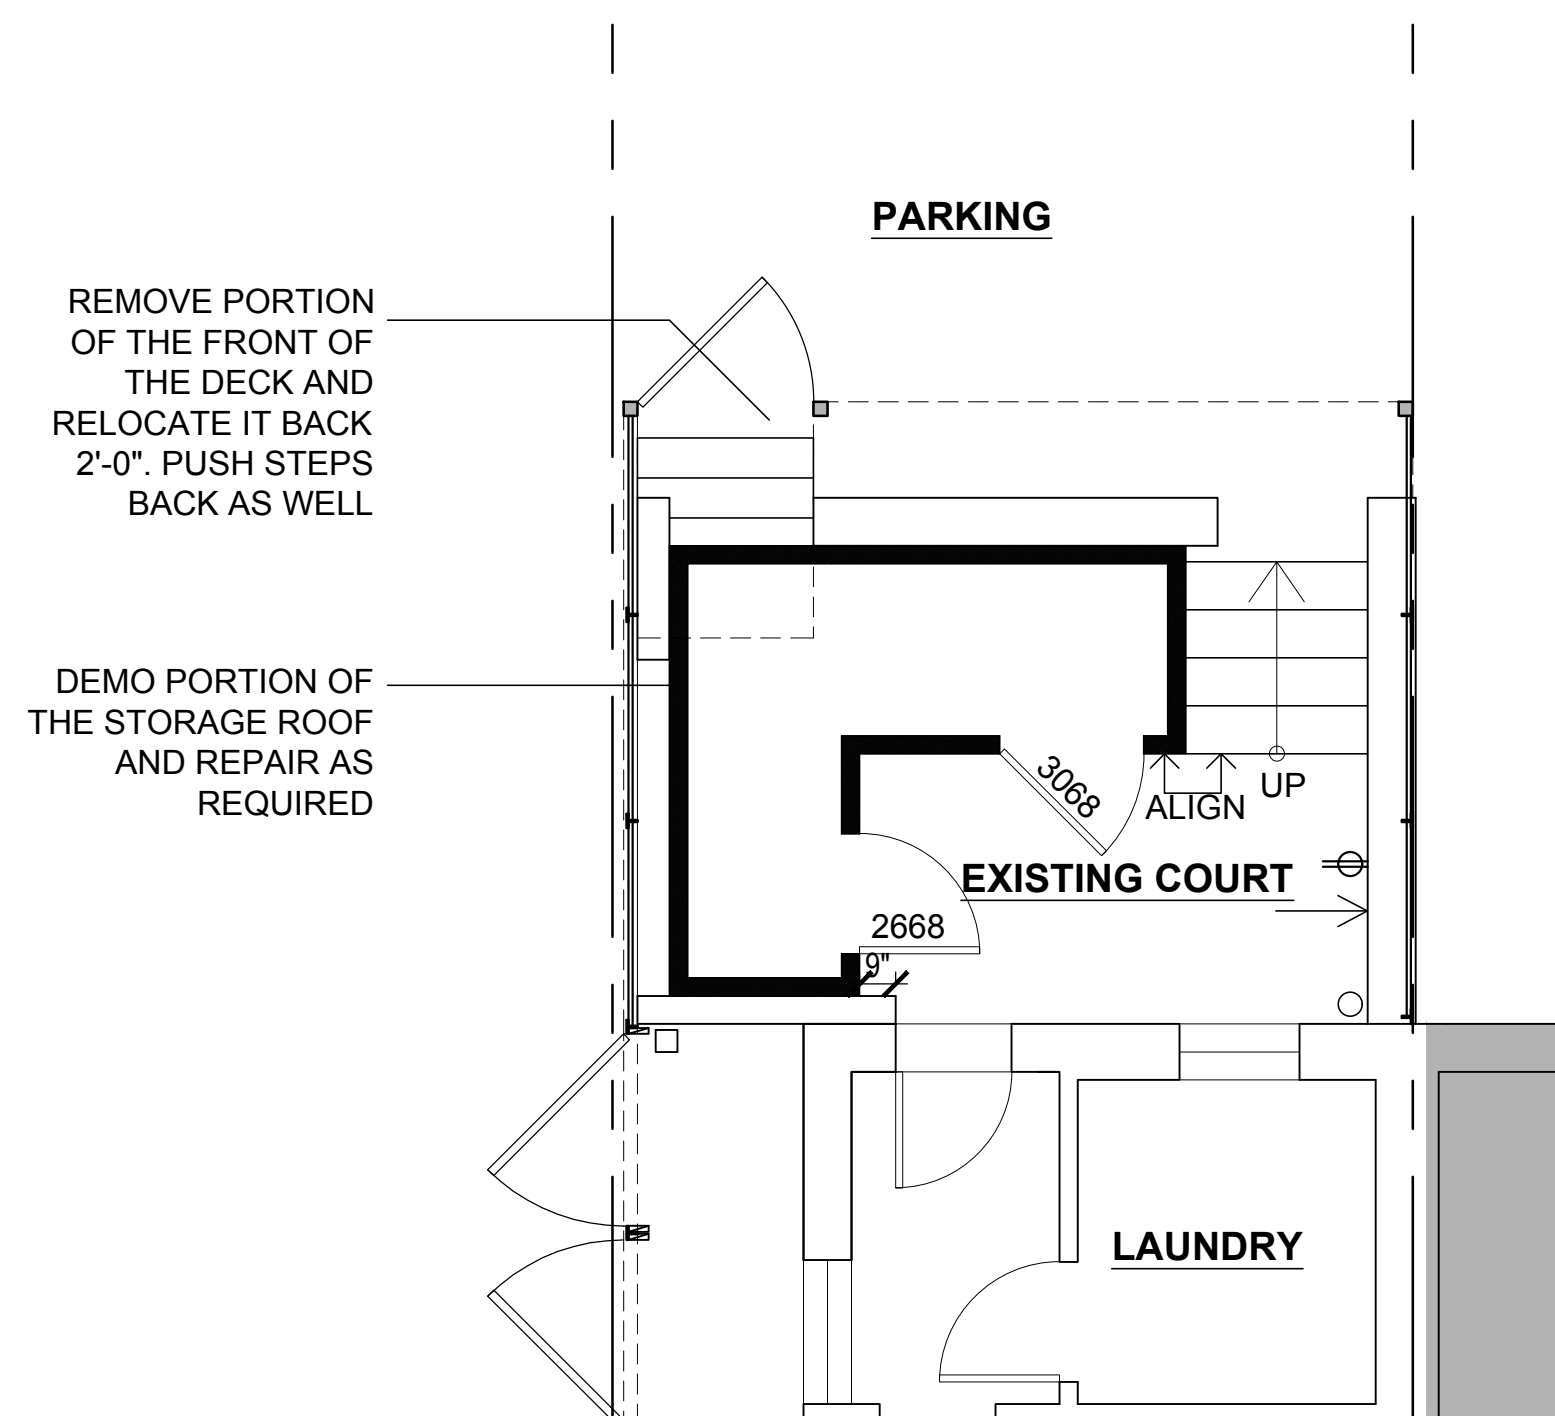 PARKING
REMOVE PORTION
OF THE FRONT OF
THE DECK AND
RELOCATE IT BACK
2'-0". PUSH STEPS
BACK AS WELL
DEMO PORTION OF
THE STORAGE ROOF
AND REPAIR AS
REQUIRED
3068
ALIGN
UP
EXISTING COURT
2668
9"
LAUNDRY